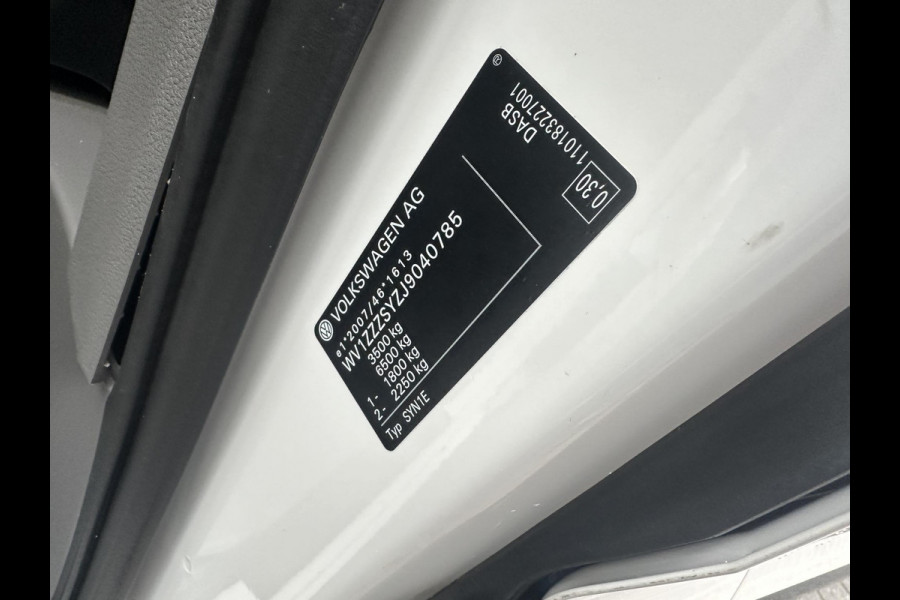 VOLKSWAGEN AG
e1*2007/46*1613
WV1ZZZSYZJ9040785
3500 kg
6500 kg
1- 1800 kg
2- 2250 kg
Typ SYN1E
DASB
110183227001
0,30